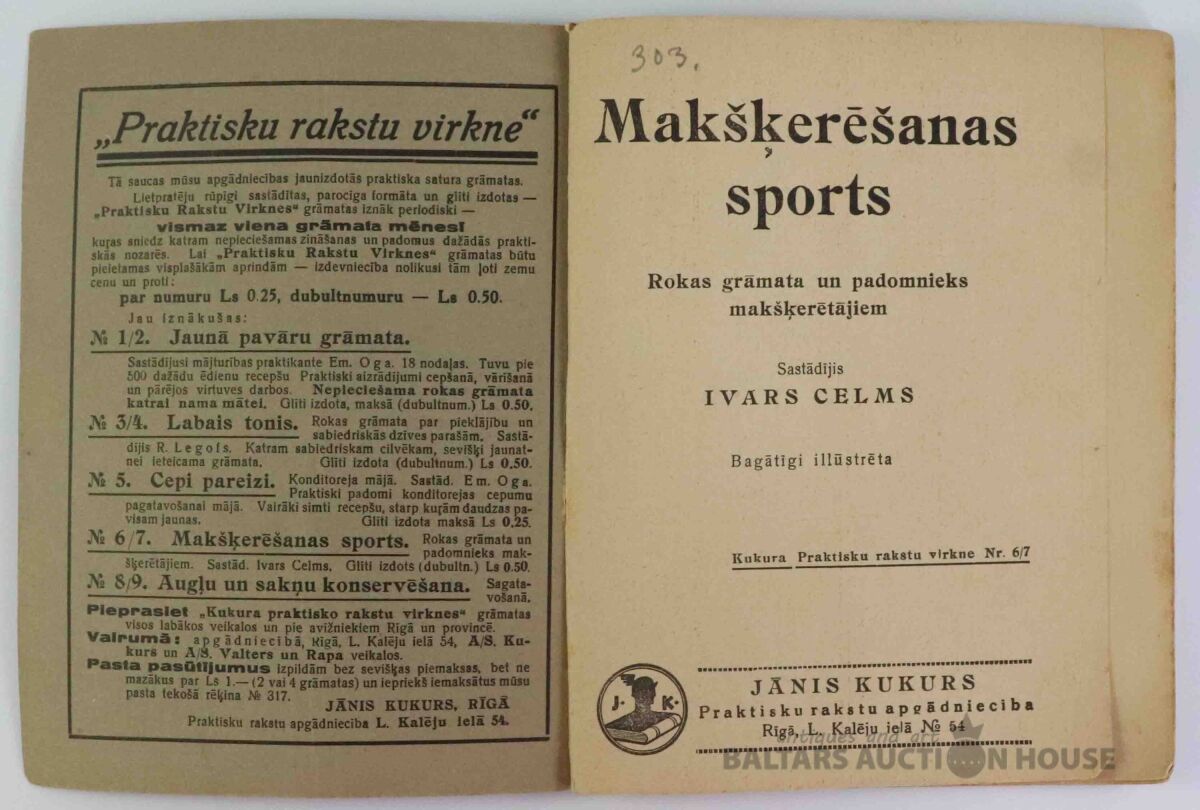 „Praktisku rakstu virkne“
Tā saucas mūsu apgādniecības jaunizdotās praktiska satura grāmatas.
Lietpratēju rūpīgi sastādītas, parocīga formāta un glīti izdotas —
„Praktisku Rakstu Virknes“ grāmatas iznāk periodiski —
vismaz viena grāmata mēnesī
kuŗas sniedz katram nepieciešamas zināšanas un padomus dažādās prakti-
skās nozarēs. Lai „Praktisku Rakstu Virknes“ grāmatas būtu
pieietamas visplašākām aprindām — izdevniecība nolikusi tām ļoti zemu
cenu un proti:
par numuru Ls 0.25, dubultnumuru — Ls 0.50.
Jau iznākušas:
№ 1/2. Jaunā pavāru grāmata.
Sastādījusi mājturības praktikante Em. Oga. 18 nodaļas. Tuvu pie
500 dažādu ēdienu recepšu Praktiski aizrādījumi cepšanā, vārīšanā
un pārējos virtuves darbos. Nepieciešama rokas grāmata
katrai nama mātei. Glīti izdota, maksā (dubultnum.) Ls 0.50.
№ 3/4. Labais tonis. Rokas grāmata par pieklājību un
sabiedriskās dzīves parašām. Sastā-
dījis R. Legofs. Katram sabiedriskam cilvēkam, sevišķi jaunat-
nei ieteicama grāmata. Glīti izdota (dubultnum.) Ls 0.50.
№ 5. Cepi pareizi. Konditoreja mājā. Sastād. Em. Oga.
Praktiski padomi konditorejas cepumu
pagatavošanai mājā. Vairāki simti recepšu, starp kuŗām daudzas pa-
visam jaunas. Glīti izdota maksā Ls 0.25.
№ 6/7. Makšķerēšanas sports. Rokas grāmata un
padomnieks mak-
šķerētājiem. Sastād. Ivars Celms. Glīti izdots (dubultn.) Ls 0.50.
№ 8/9. Augļu un sakņu konservēšana. Sagata-
vošanā.
Pieprasiet „Kukura praktisko rakstu virknes“ grāmatas
visos labākos veikalos un pie avīžniekiem Rīgā un provincē.
Vairumā: apgādniecībā, Rīgā, L. Kalēju ielā 54, A/S. Ku-
kurs un A/S. Valters un Rapa veikalos.
Pasta pasūtījumus izpildām bez sevišķas piemaksas, bet ne
mazākus par Ls 1.— (2 vai 4 grāmatas) un iepriekš iemaksātus mūsu
pasta tekošā rēķina № 317.
JĀNIS KUKURS, RĪGĀ
Praktisku rakstu apgādniecība L. Kalēju ielā 54.
303.
Makšķerēšanas
sports
Rokas grāmata un padomnieks
makšķerētājiem
Sastādījis
IVARS CELMS
Bagātīgi illūstrēta
Kukura Praktisku rakstu virkne Nr. 6/7
J. K.
JĀNIS KUKURS
Praktisku rakstu apgādniecība
Rīgā, L. Kalēju ielā № 54
antiques and art
BALTARS AUCTION HOUSE